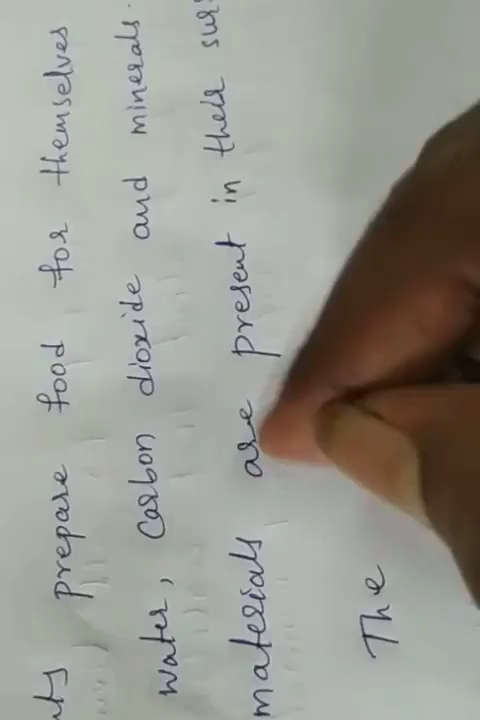 prepare food for themselves
water, carbon dioxide and minerals.
materials are present in their
The